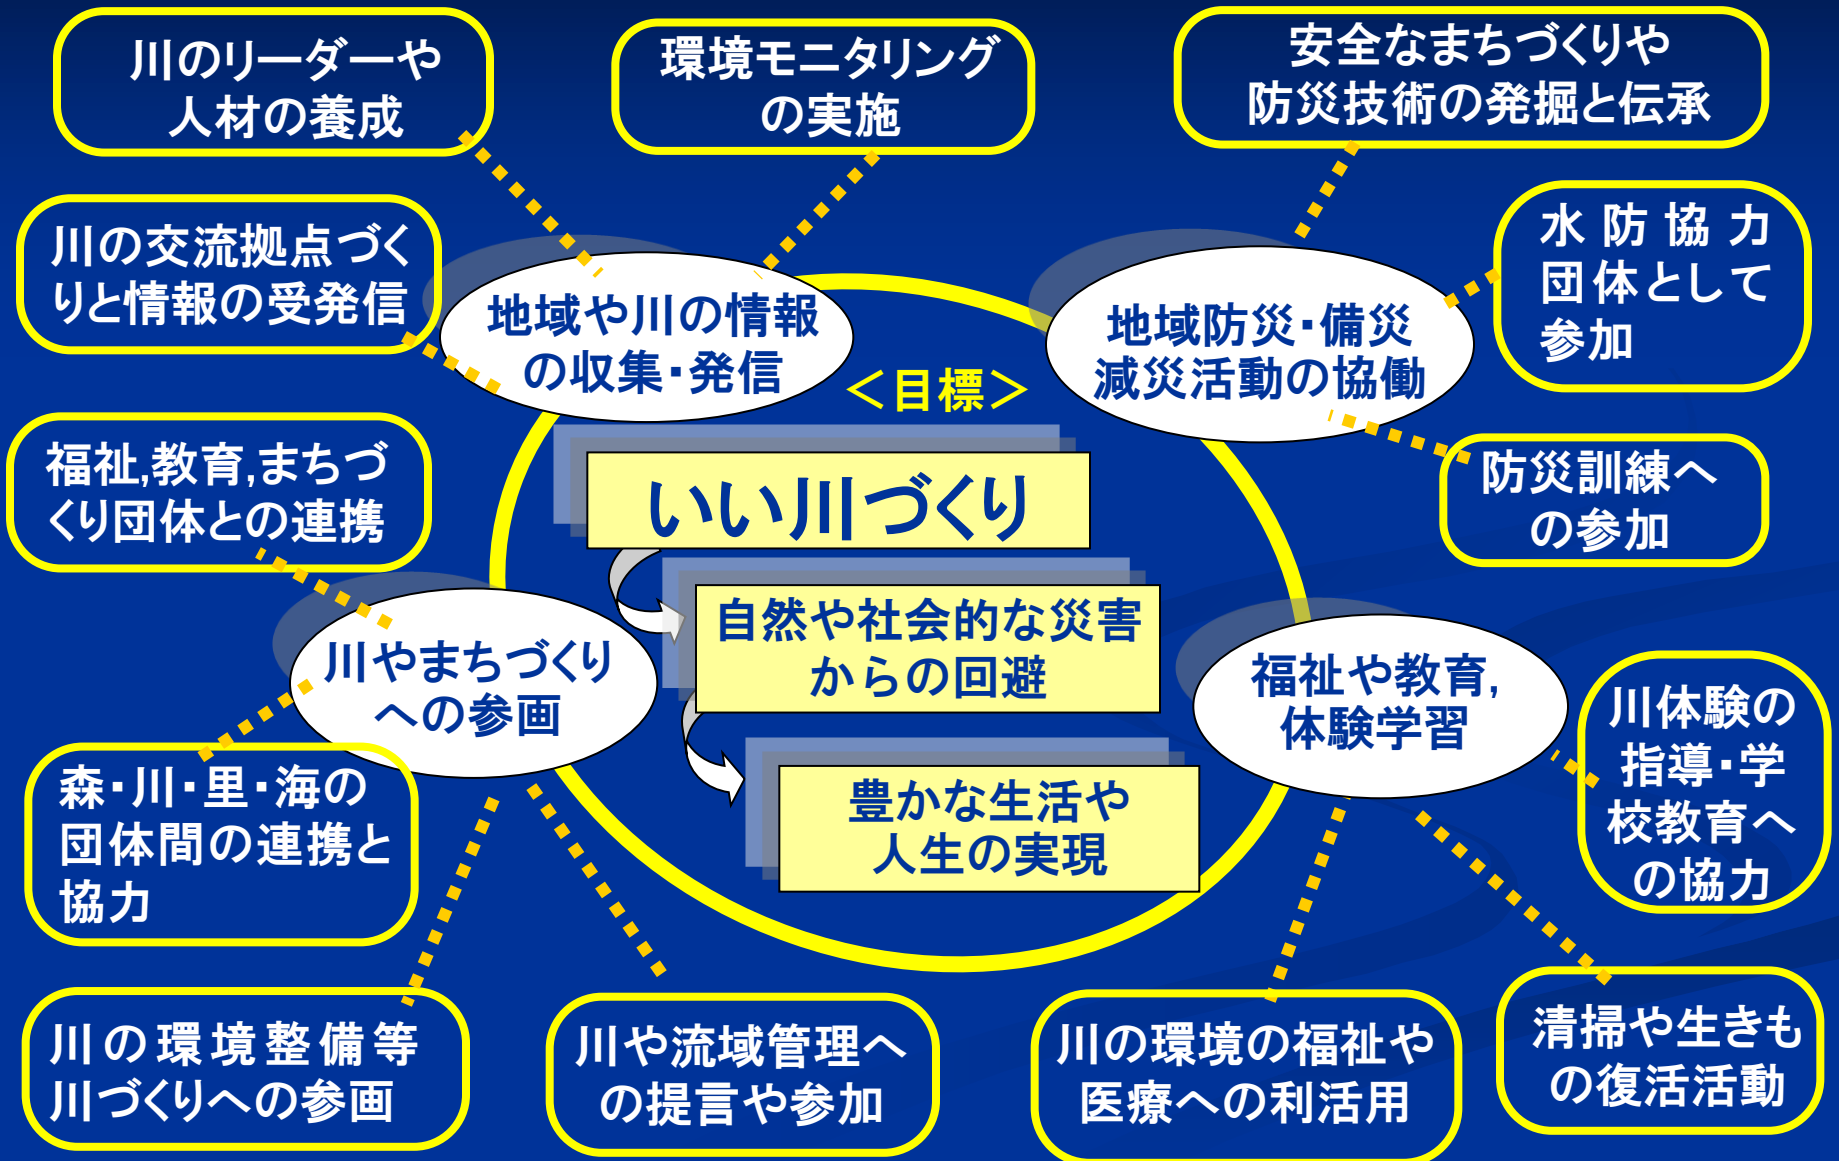 川のリーダーや
人材の養成
環境モニタリング
の実施
安全なまちづくりや
防災技術の発掘と伝承
川の交流拠点づく
りと情報の受発信
水防協力
団体として
参加
地域や川の情報
の収集・発信
地域防災・備災
減災活動の協働
＜目標＞
福祉,教育,まちづ
くり団体との連携
いい川づくり
防災訓練へ
の参加
自然や社会的な災害
からの回避
川やまちづくり
への参画
福祉や教育,
体験学習
川体験の
指導・学
校教育へ
の協力
森・川・里・海の
団体間の連携と
協力
豊かな生活や
人生の実現
川の環境整備等
川づくりへの参画
川や流域管理へ
の提言や参加
川の環境の福祉や
医療への利活用
清掃や生きも
の復活活動